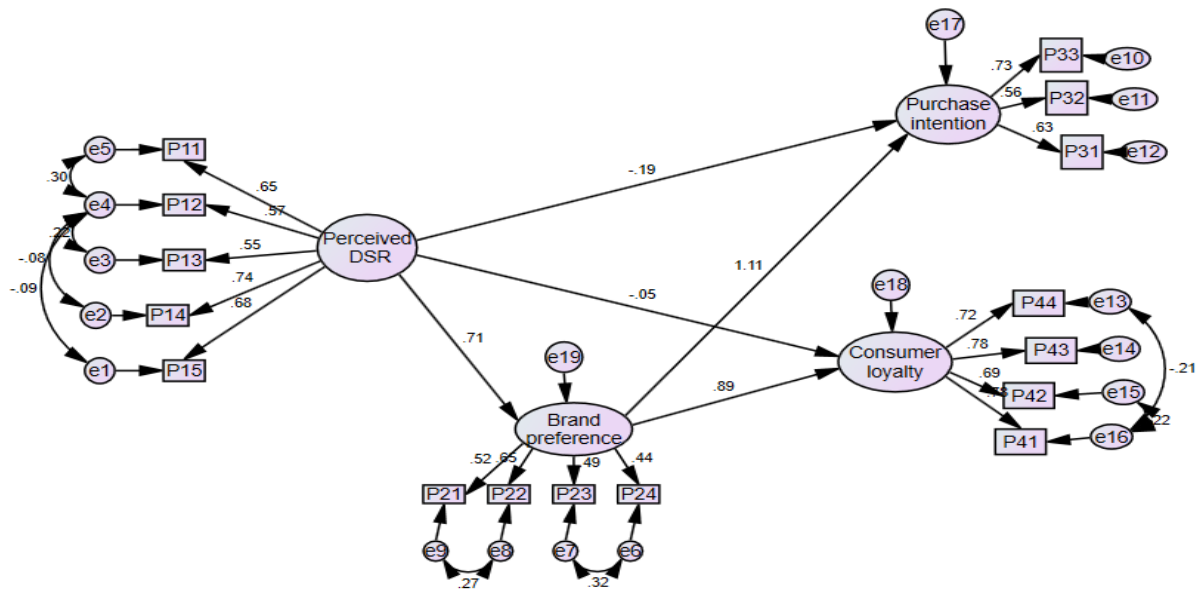 e17
P33
e10
.73
Purchase
intention
.56
P32
e11
.63
P31
e12
e5
P11
.30
.65
e4
P12
.57
-.19
.22
Perceived
DSR
e3
P13
.55
-.08
-.09
.74
1.11
-.05
e18
P44
e13
.72
e2
P14
.68
Consumer
loyalty
.78
P43
e14
-.21
e1
P15
.71
e19
.89
.69
P42
e15
.22
Brand
preference
P41
e16
.52
.65
.49
.44
P21
P22
P23
P24
e9
e8
e7
e6
.27
.32